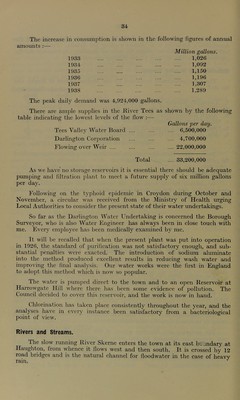 34
The increase in consumption is shown in the following figures of annual
amounts :—
Million gallons.
1933 ... 1,026
1934 ... 1,092
1935 ... 1,150
1936 ... 1,196
1937 ... 1,307
1938 ... 1,289
The peak daily demand was 4,924,000 gallons.
There are ample supplies in the River Tees as shown by the following
table indicating the lowest levels of the flow :—
Gallons per day.
Tees Valley Water Board ... 6,500,000
Darlington Corporation ... 4,700,000
Flowing over Weir ... 22,000,000
Total ... 33,200,000
As we have no storage reservoirs it is essential there should be adequate
pumping and filtration plant to meet a future supply of six million gallons
per day.
Following on the typhoid epidemic in Croydon during October and
November, a circular was received from the Ministry of Health urging
Local Authorities to consider the present state of their water undertakings.
So far as the Darlington Water Undertaking is concerned the Borough
Surveyor, who is also Water Engineer has always been in close touch with
me. Every employee has been medically examined by me.
It will be recalled that when the present plant was put into operation
in 1926, the standard of purification was not satisfactory enough, and sub-
stantial penalties were exacted. The introduction of sodium aluminate
into the method produced excellent results in reducing wash water and
improving the final analysis. Our water works were the first in England
to adopt this method which is now so popular.
The water is pumped direct to the town and to an open Reservoir at
Harrowgate Hill where there has been some evidence of pollution. The
Council decided to cover this reservoir, and the work is now in hand.
Chlorination has taken place consistently throughout the year, and the
analyses have in every instance been satisfactory from a bacteriological
point of view.
Rivers and Streams.
The slow running River Skerne enters the town at its east boundary at
Haughton, from whence it flows west and then south. It is crossed by 12
road bridges and is the natural channel for floodwater in the case of heavy
rain.